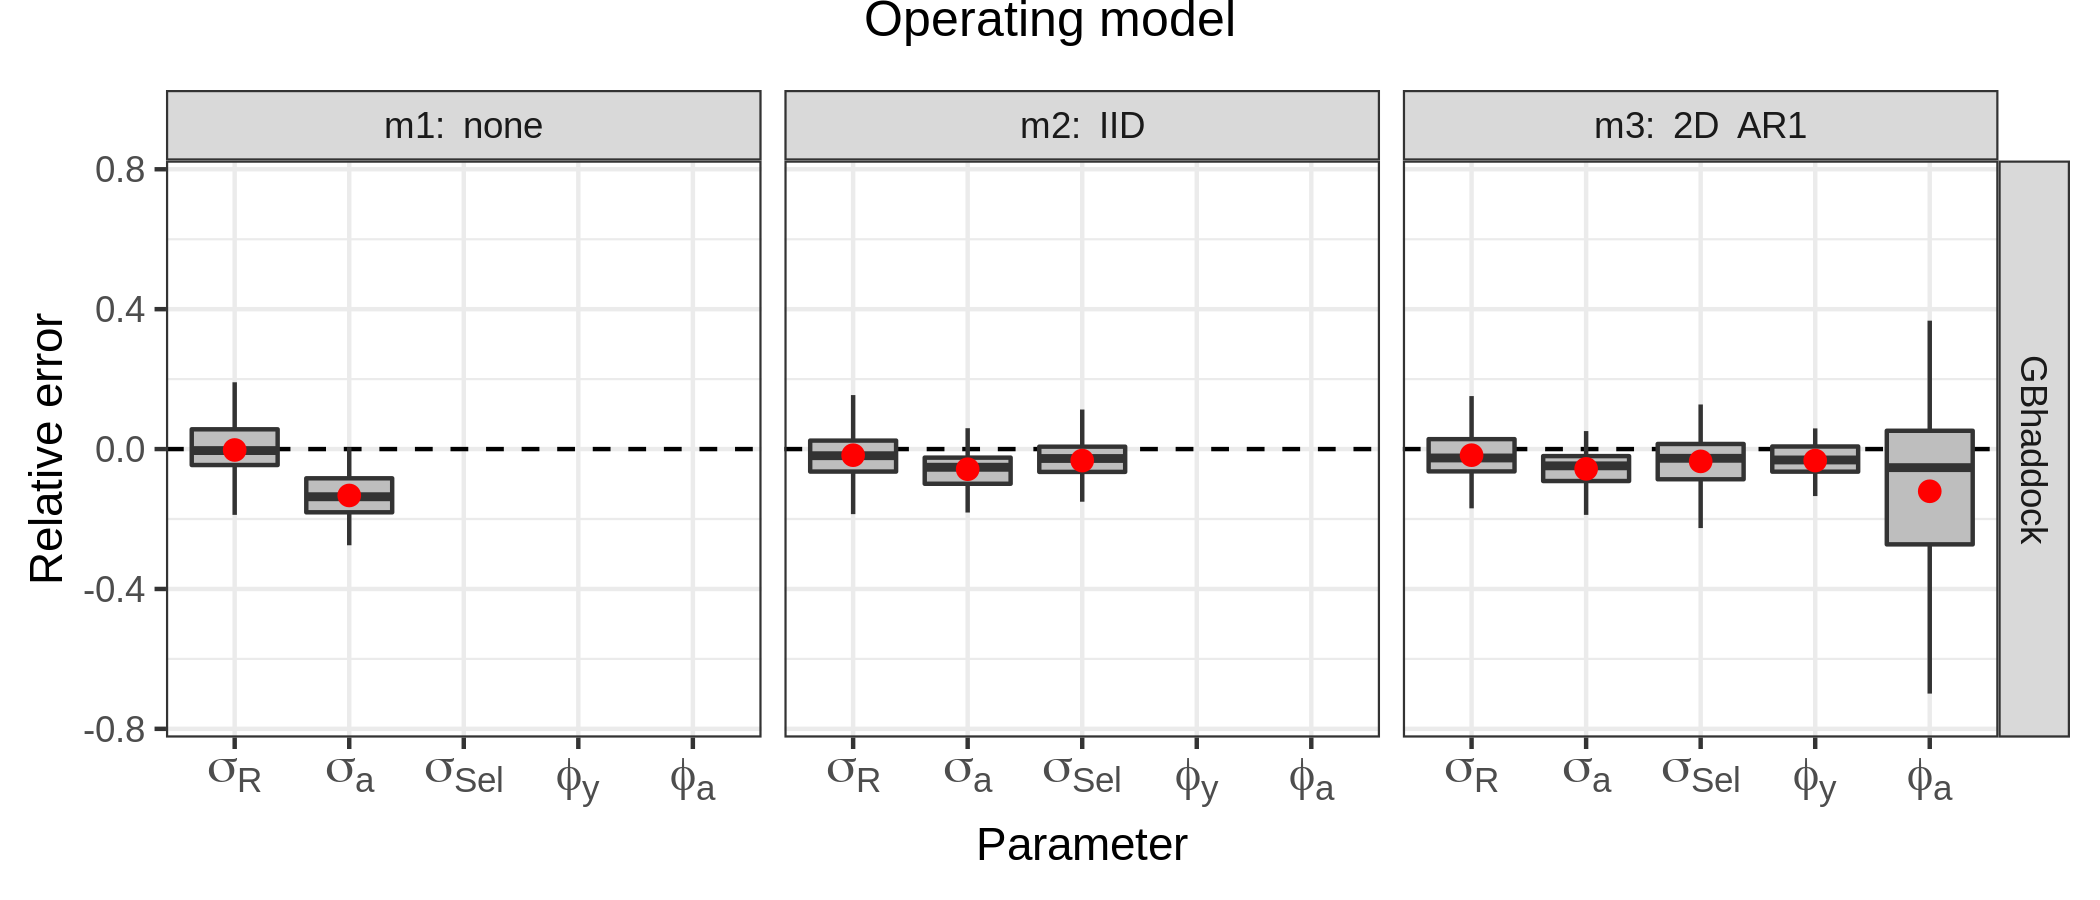 Operating model
m1: none
m2: IID
m3: 2D AR1
0.8
0.4
0.0
-0.4
-0.8
Relative error
GBhaddock
σR σa σSel ϕy ϕa
σR σa σSel ϕy ϕa
σR σa σSel ϕy ϕa
Parameter